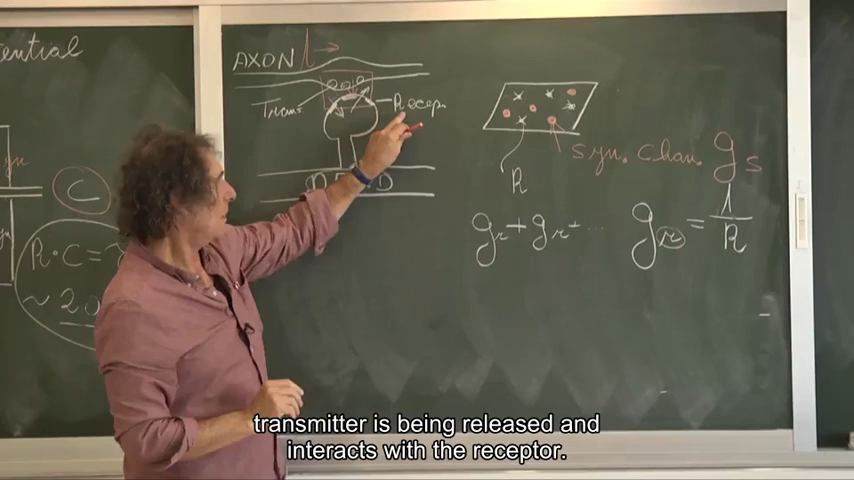 ential
AXON
Trans.
Recep
syn. chan. gs
R
gr + gr + ...
gr = 1/R
C
R·C=
~20
D
transmitter is being released and
interacts with the receptor.